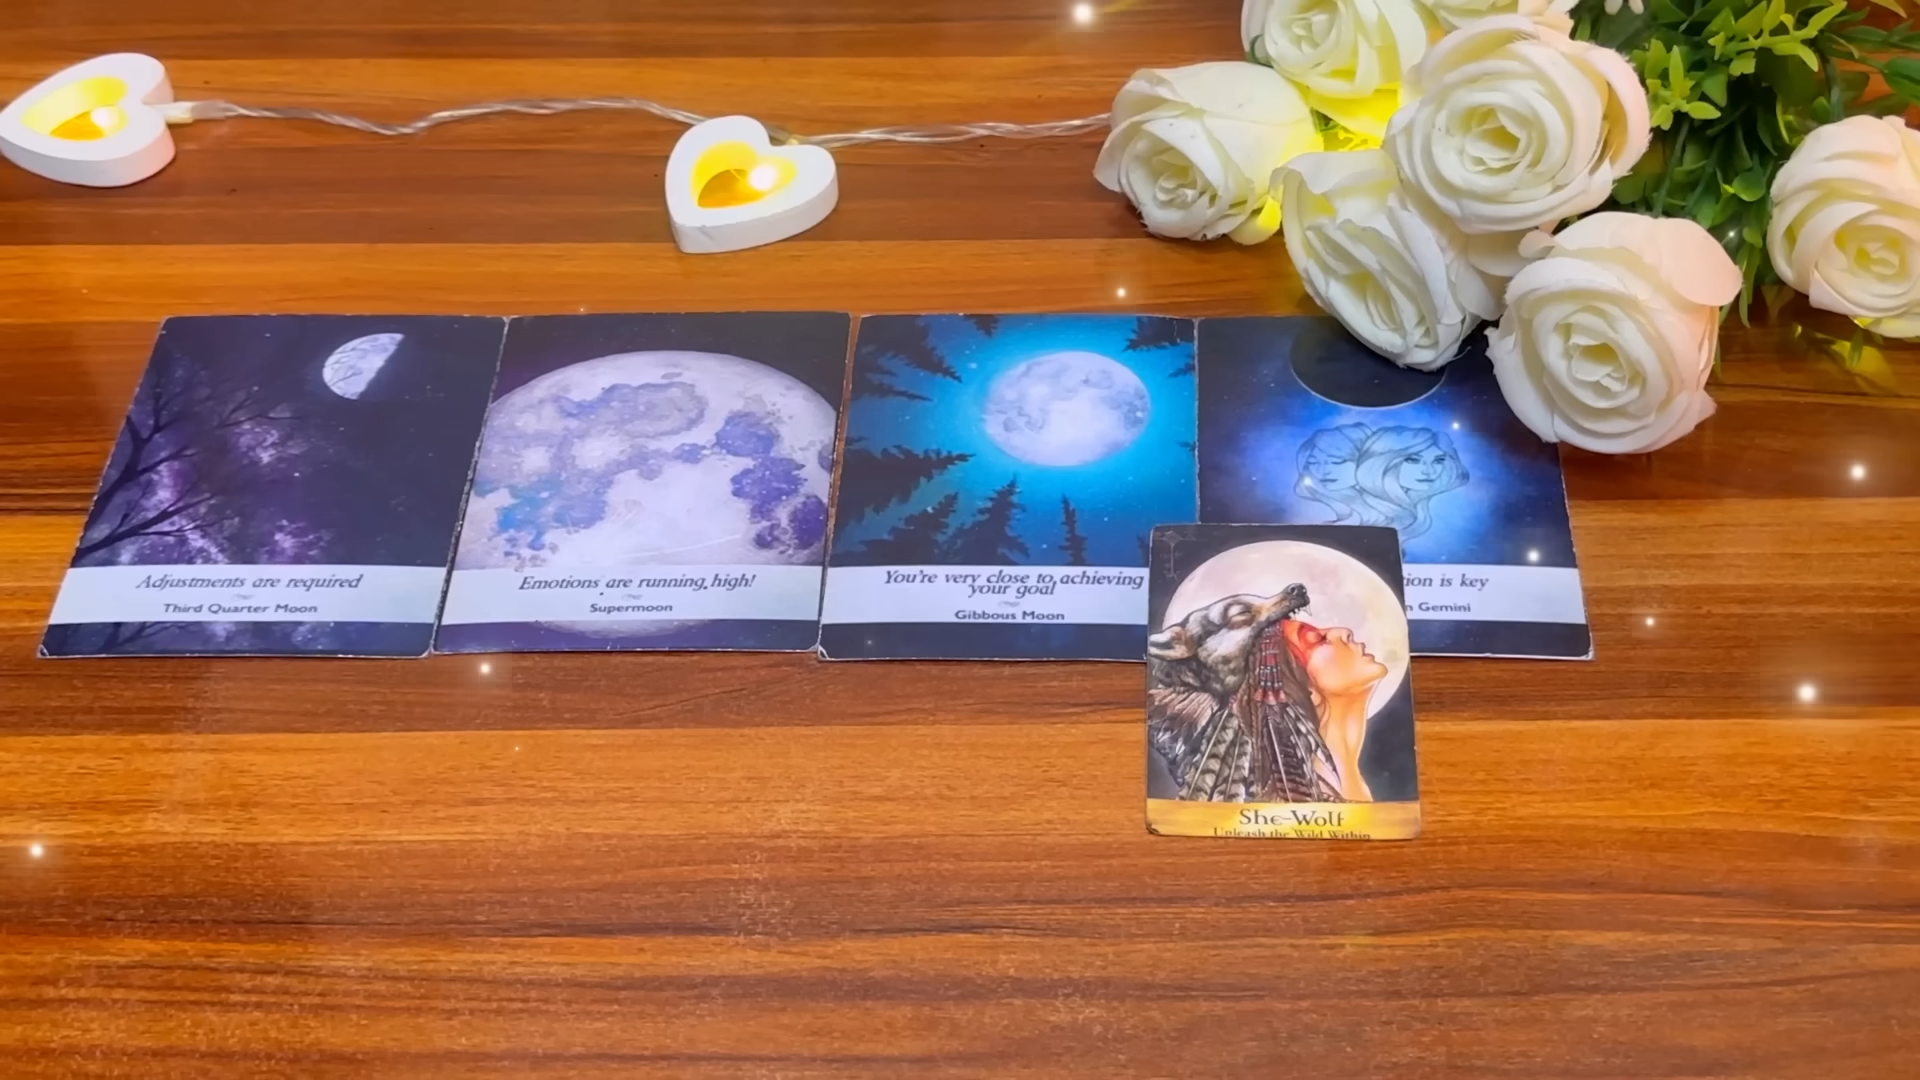 Adjustments are required
Third Quarter Moon
Emotions are running high!
Supermoon
You're very close to achieving
your goal
Gibbous Moon
is key
Gemini
She-Wolf
Unleash the Wild Within